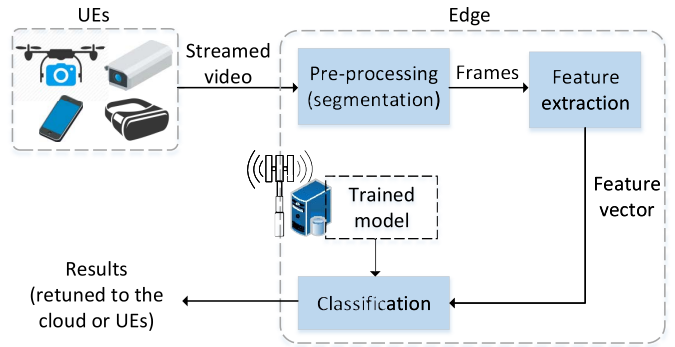 UEs
Edge
Streamed
video
Pre-processing
(segmentation)
Frames
Feature
extraction
Feature
vector
Trained
model
Classification
Results
(retuned to the
cloud or UEs)